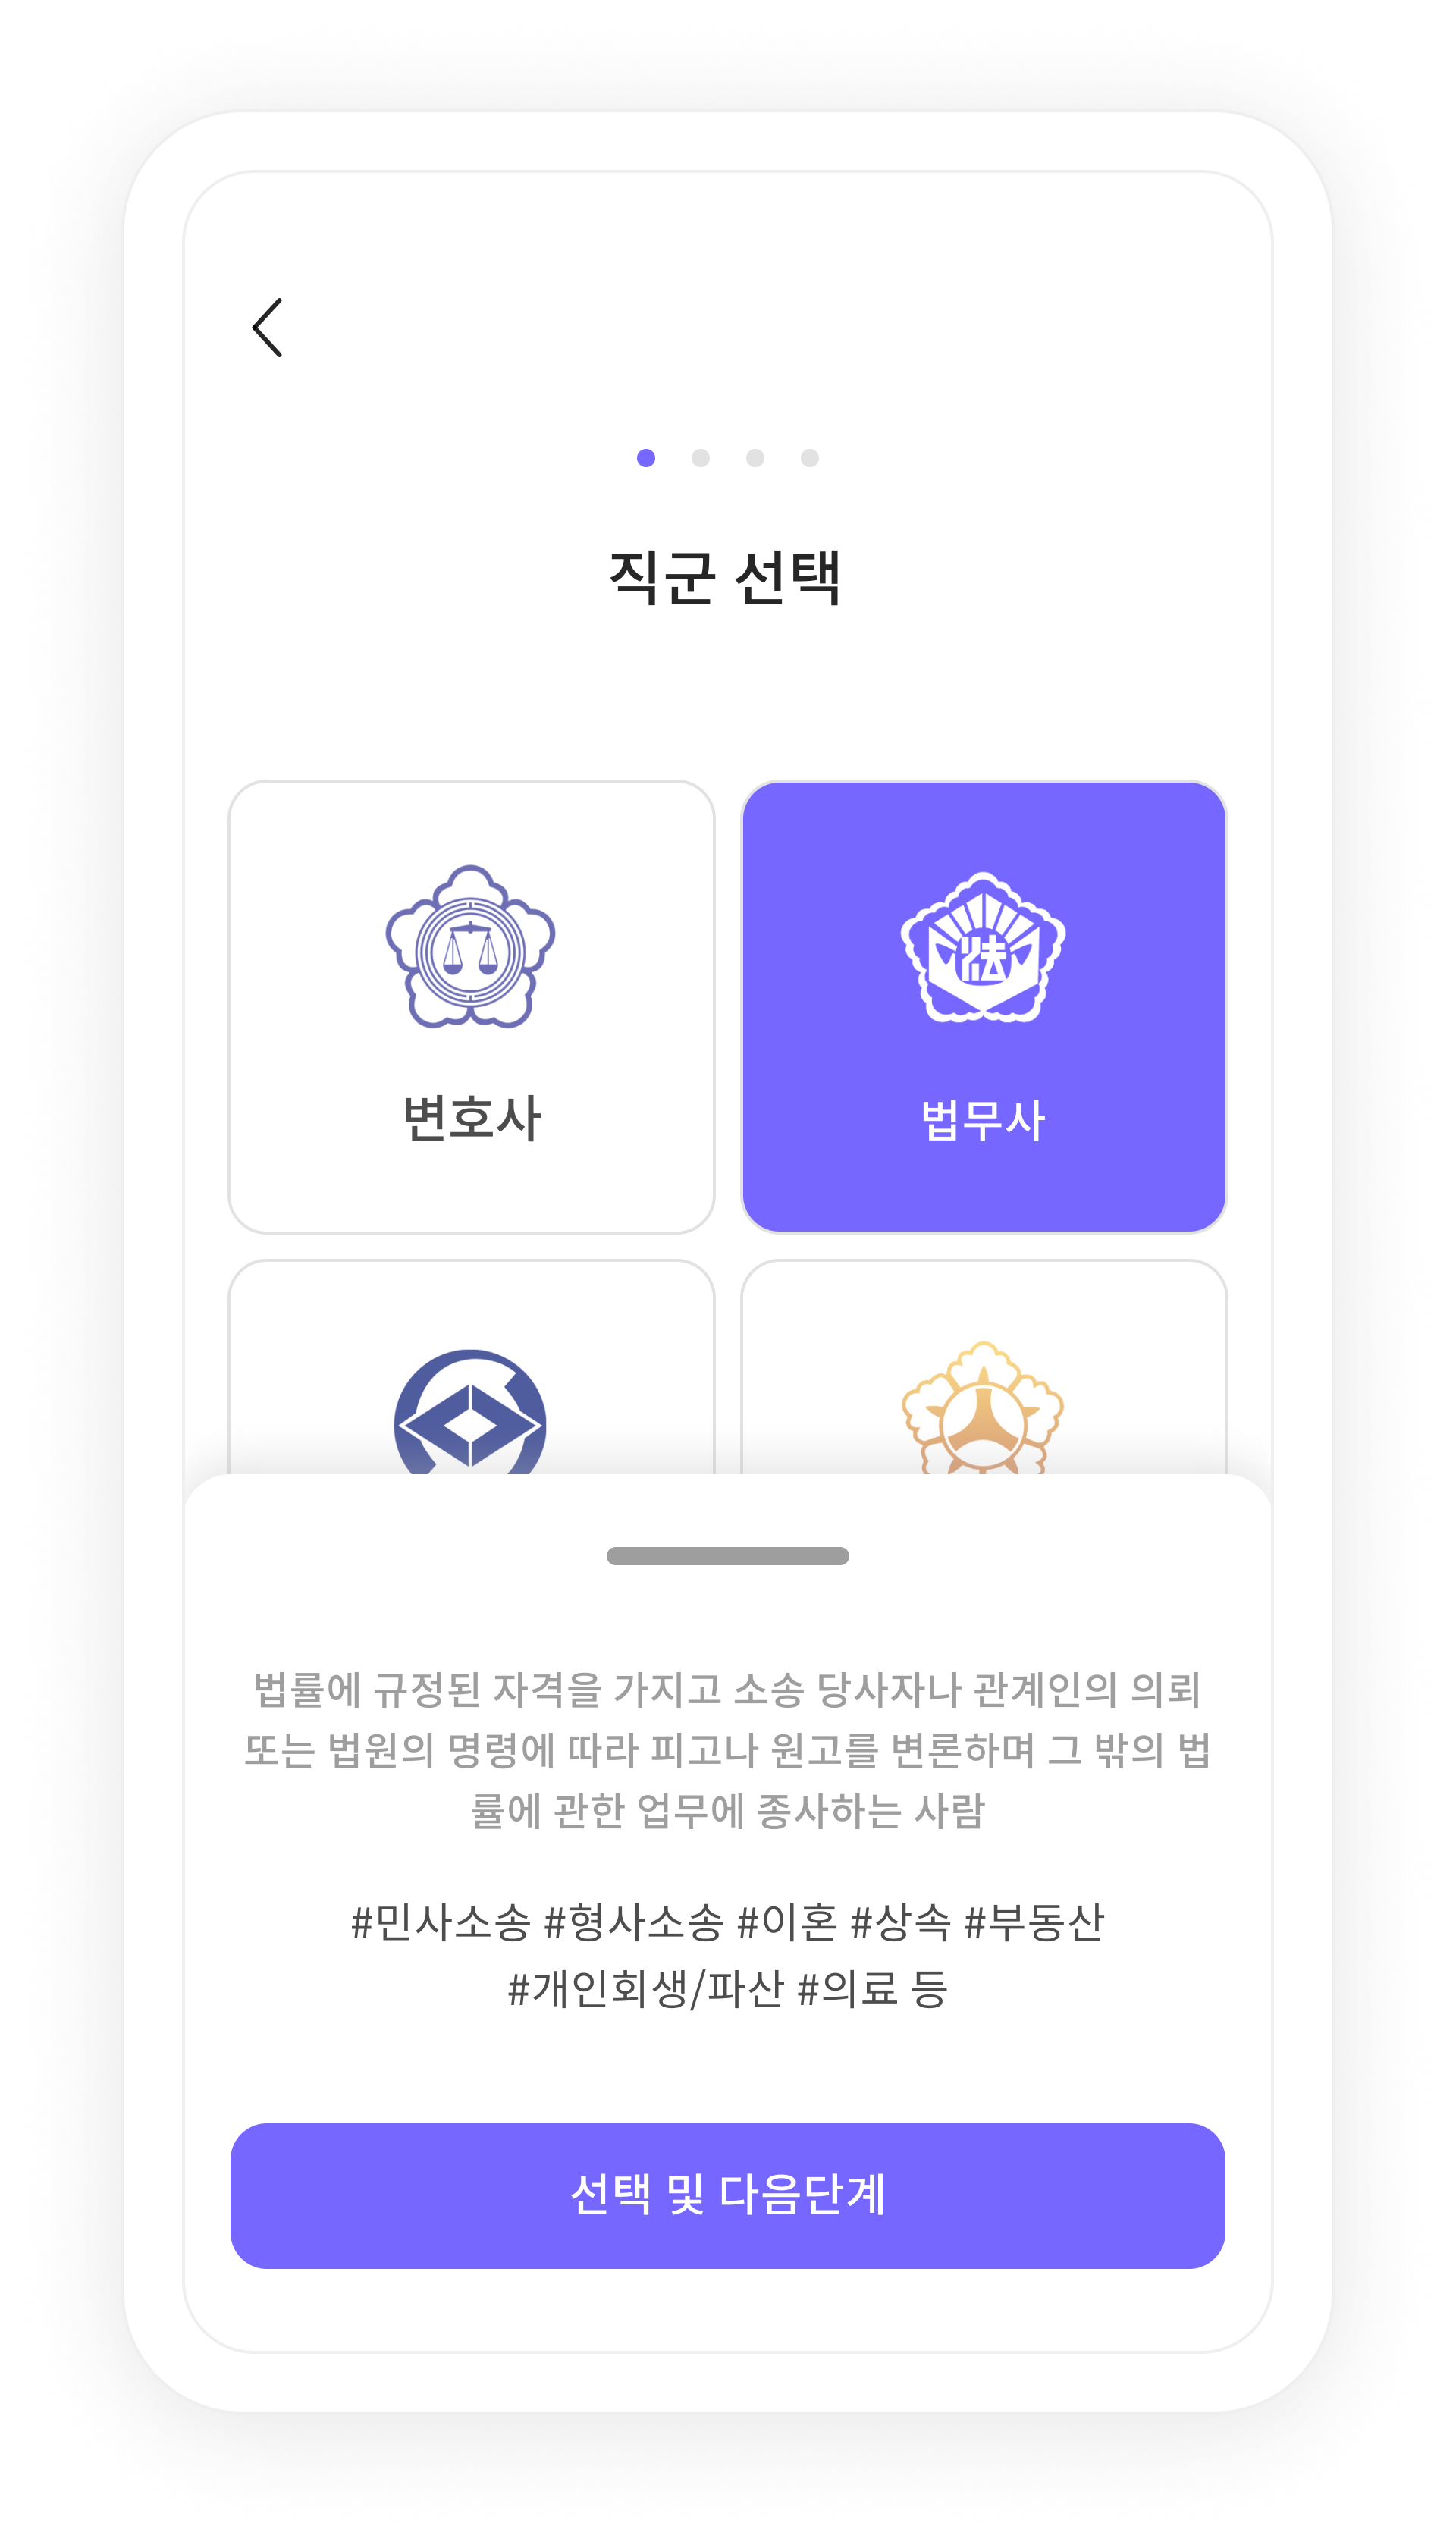 직군 선택
변호사
법무사
법률에 규정된 자격을 가지고 소송 당사자나 관계인의 의뢰
또는 법원의 명령에 따라 피고나 원고를 변론하며 그 밖의 법
률에 관한 업무에 종사하는 사람
#민사소송 #형사소송 #이혼 #상속 #부동산
#개인회생/파산 #의료 등
선택 및 다음단계